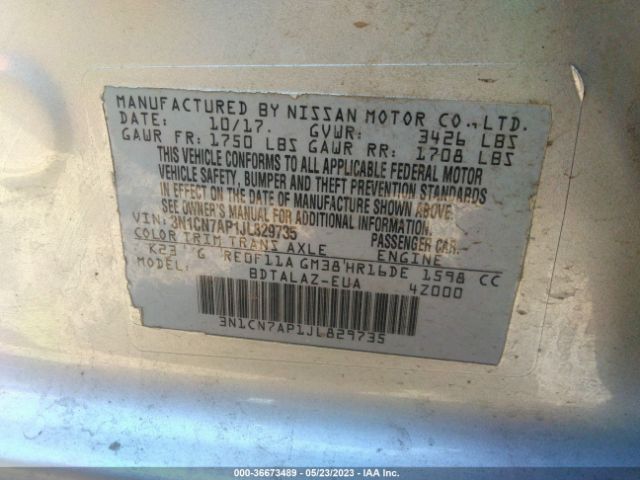 MANUFACTURED BY NISSAN MOTOR CO.,LTD.
DATE: 10/17. GVWR: 3426 LBS
GAWR FR: 1750 LBS GAWR RR: 1708 LBS
THIS VEHICLE CONFORMS TO ALL APPLICABLE FEDERAL MOTOR
VEHICLE SAFETY, BUMPER AND THEFT PREVENTION STANDARDS
IN EFFECT ON THE DATE OF MANUFACTURE SHOWN ABOVE.
SEE OWNER'S MANUAL FOR ADDITIONAL INFORMATION.
VIN: 3N1CN7AP1JL829735 PASSENGER CAR
COLOR TRIM TRANS AXLE ENGINE
K23 G RE0F11A GM38 HR16DE 1598 CC
BDTALAZ-EUA 4Z000
3N1CN7AP1JL829735
000-36673489 - 05/23/2023 - IAA Inc.